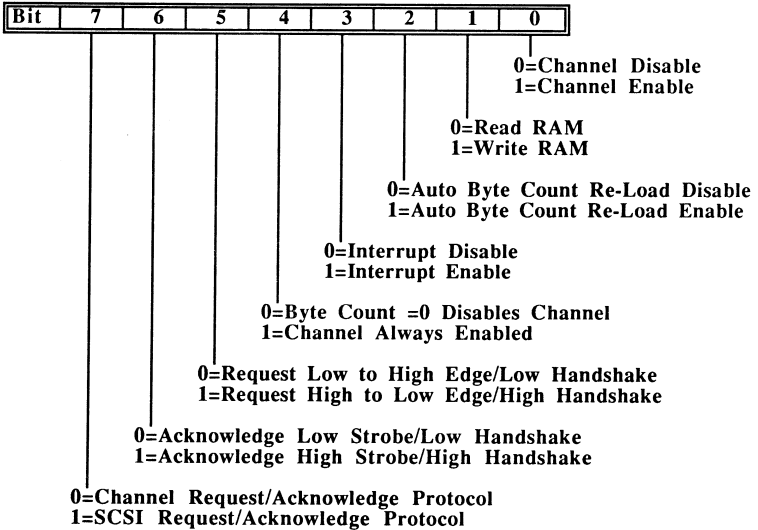 Bit 7 6 5 4 3 2 1 0
0=Channel Disable
1=Channel Enable
0=Read RAM
1=Write RAM
0=Auto Byte Count Re-Load Disable
1=Auto Byte Count Re-Load Enable
0=Interrupt Disable
1=Interrupt Enable
0=Byte Count =0 Disables Channel
1=Channel Always Enabled
0=Request Low to High Edge/Low Handshake
1=Request High to Low Edge/High Handshake
0=Acknowledge Low Strobe/Low Handshake
1=Acknowledge High Strobe/High Handshake
0=Channel Request/Acknowledge Protocol
1=SCSI Request/Acknowledge Protocol